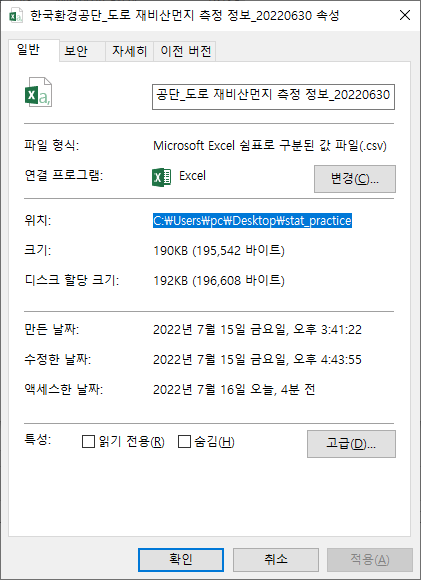 한국환경공단_도로 재비산먼지 측정 정보_20220630 속성
일반 보안 자세히 이전 버전
공단_도로 재비산먼지 측정 정보_20220630
파일 형식: Microsoft Excel 쉼표로 구분된 값 파일(.csv)
연결 프로그램: Excel 변경(C)...
위치: C:\Users\pc\Desktop\stat_practice
크기: 190KB (195,542 바이트)
디스크 할당 크기: 192KB (196,608 바이트)
만든 날짜: 2022년 7월 15일 금요일, 오후 3:41:22
수정한 날짜: 2022년 7월 15일 금요일, 오후 4:43:55
액세스한 날짜: 2022년 7월 16일 오늘, 4분 전
특성: 읽기 전용(R) 숨김(H) 고급(D)...
확인 취소 적용(A)